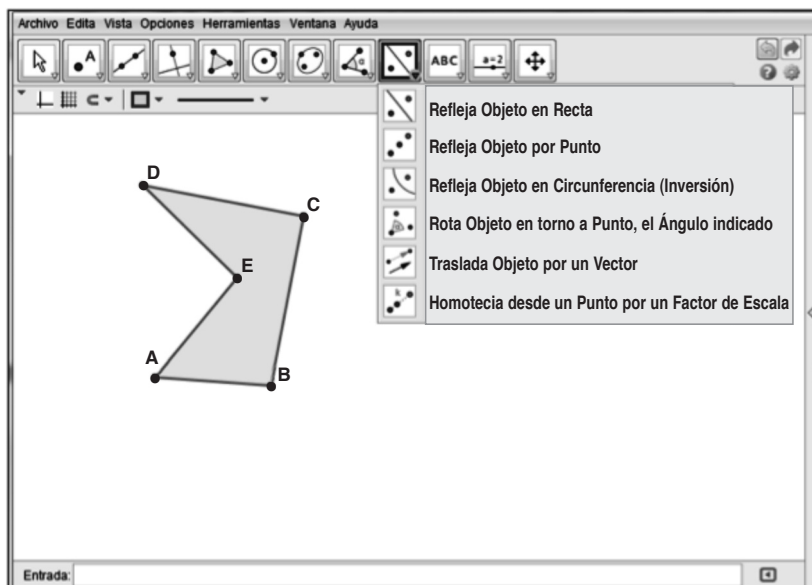 Archivo Edita Vista Opciones Herramientas Ventana Ayuda
A α ABC a=2
Refleja Objeto en Recta
Refleja Objeto por Punto
Refleja Objeto en Circunferencia (Inversión)
Rota Objeto en torno a Punto, el Ángulo indicado
Traslada Objeto por un Vector
k Homotecia desde un Punto por un Factor de Escala
D
C
E
A
B
Entrada: